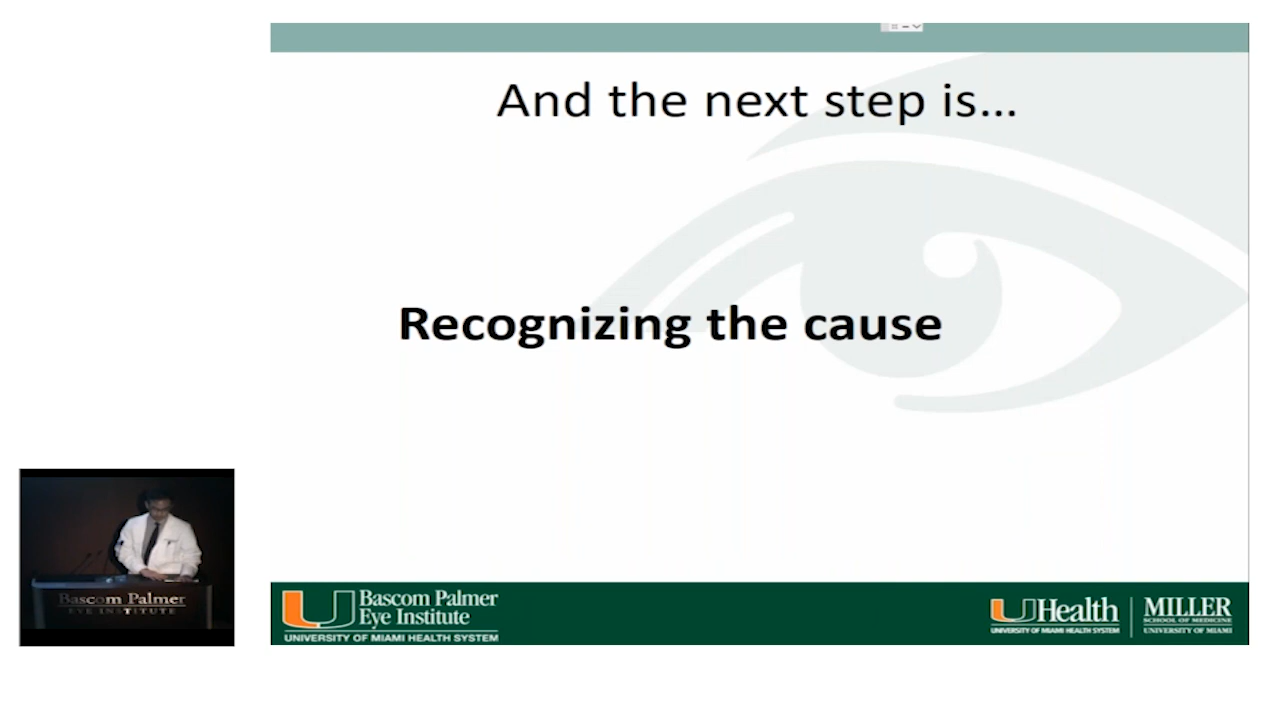 And the next step is...
Recognizing the cause
Bascom Palmer
EYE INSTITUTE
Bascom Palmer
Eye Institute
UNIVERSITY OF MIAMI HEALTH SYSTEM
UHealth
UNIVERSITY OF MIAMI HEALTH SYSTEM
MILLER
SCHOOL OF MEDICINE
UNIVERSITY OF MIAMI